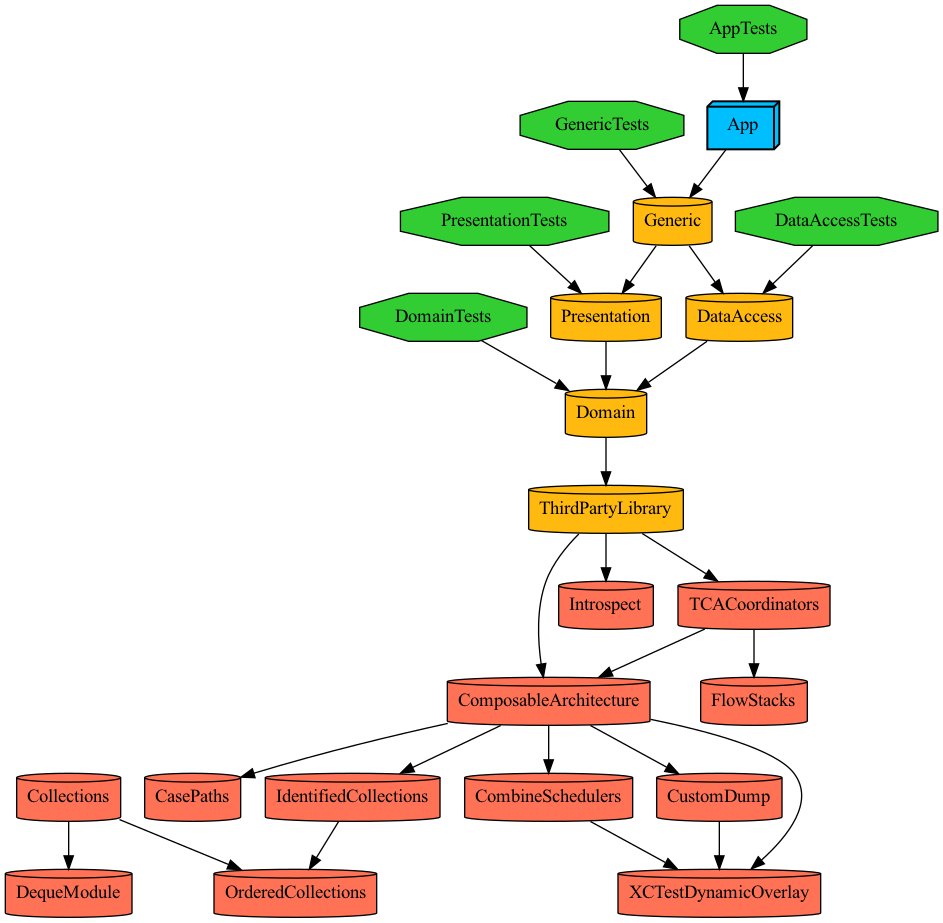 AppTests
GenericTests
App
PresentationTests
Generic
DataAccessTests
DomainTests
Presentation
DataAccess
Domain
ThirdPartyLibrary
Introspect
TCACoordinators
ComposableArchitecture
FlowStacks
Collections
CasePaths
IdentifiedCollections
CombineSchedulers
CustomDump
DequeModule
OrderedCollections
XCTestDynamicOverlay